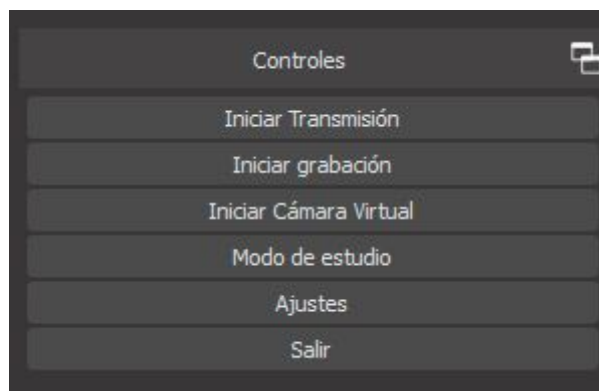 Controles
Iniciar Transmisión
Iniciar grabación
Iniciar Cámara Virtual
Modo de estudio
Ajustes
Salir